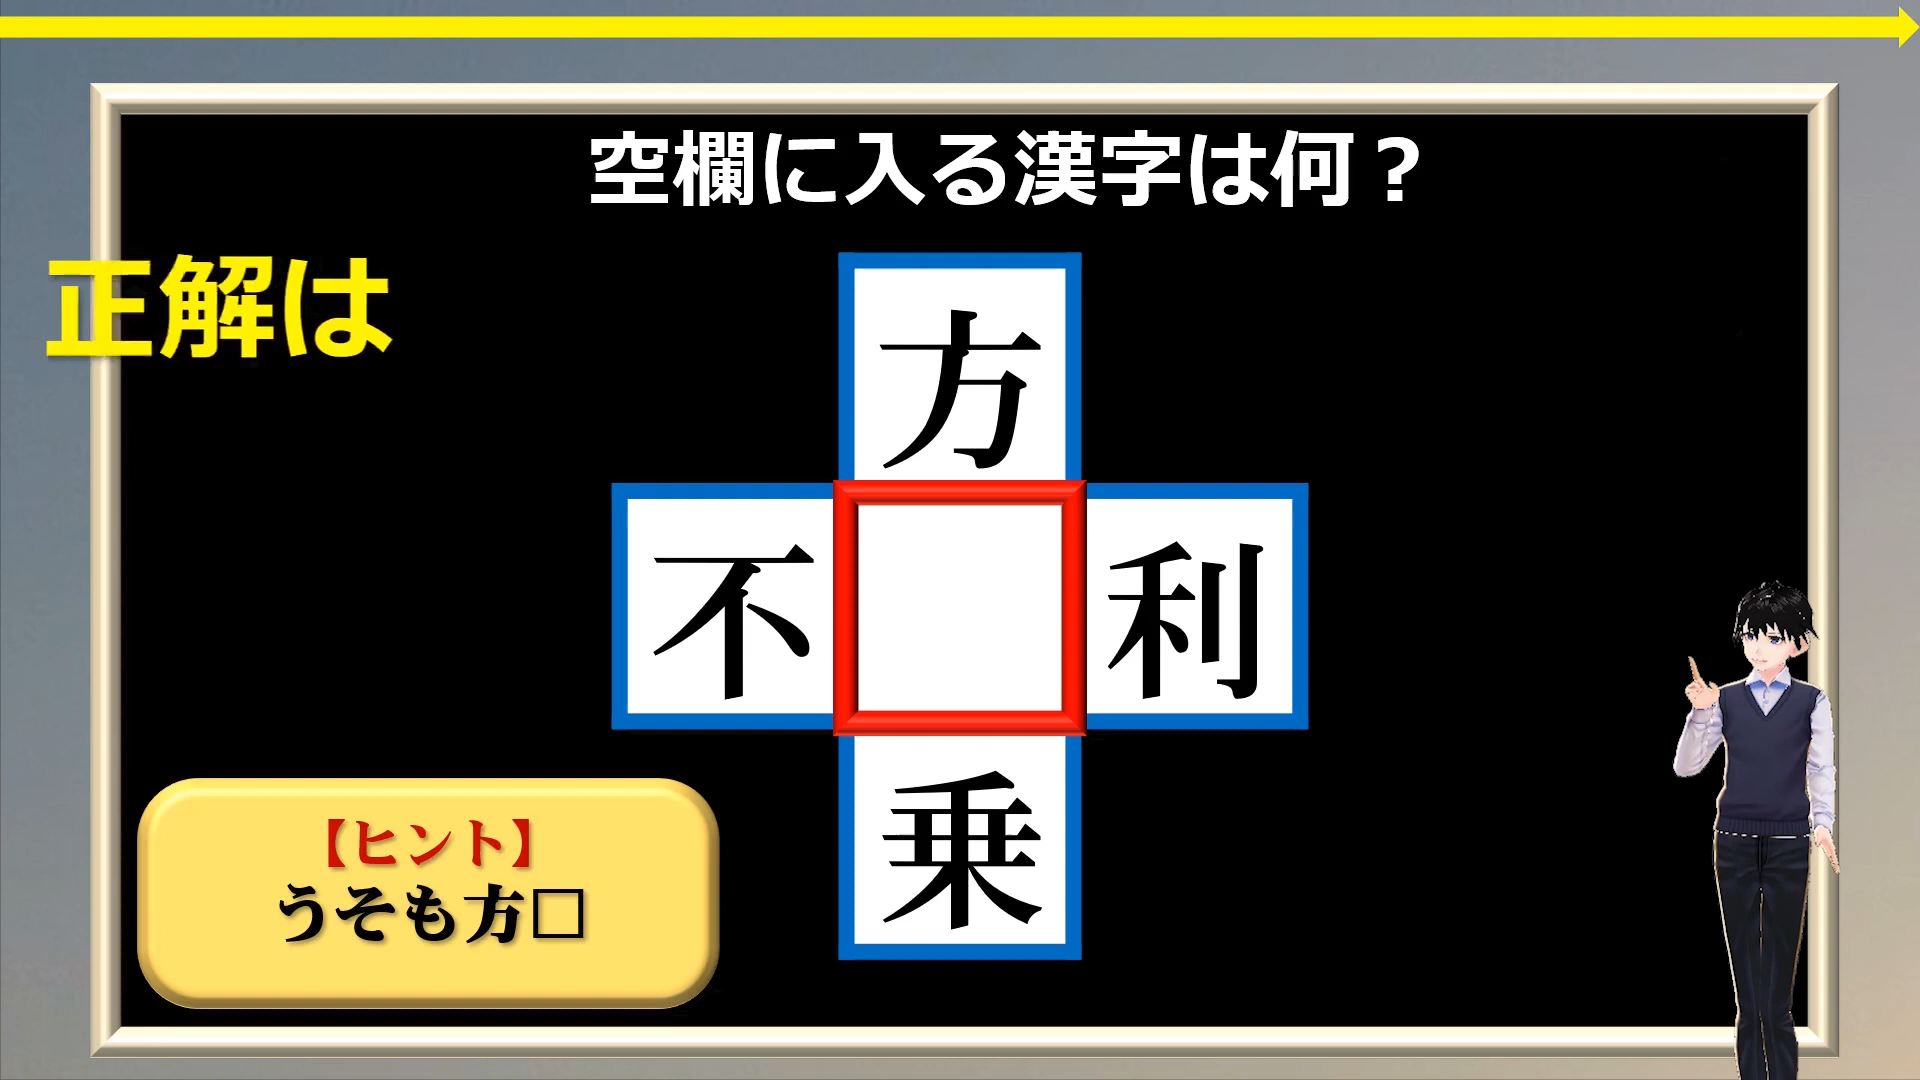 空欄に入る漢字は何？
正解は
方
不 利
乗
【ヒント】
うそも方□